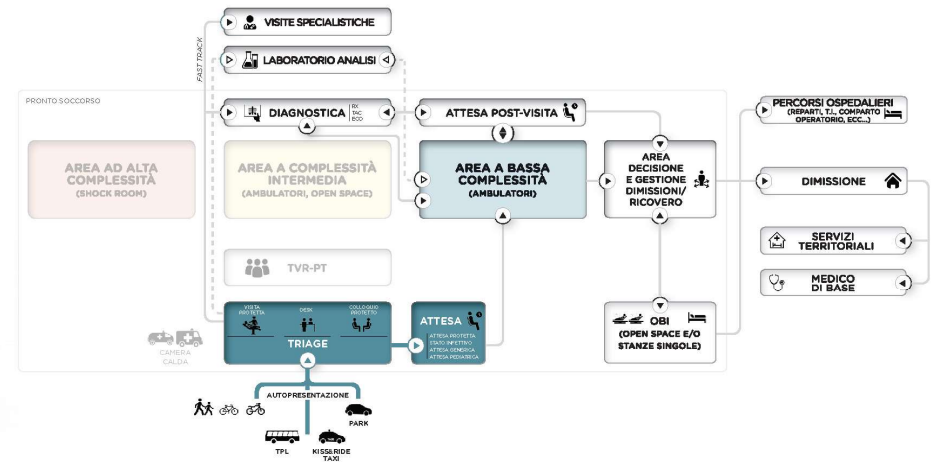 VISITE SPECIALISTICHE
FAST TRACK
LABORATORIO ANALISI
PRONTO SOCCORSO
DIAGNOSTICA
RX
TAC
ECO
ATTESA POST-VISITA
PERCORSI OSPEDALIERI
(REPARTI, T.I., COMPARTO
OPERATORIO, ECC...)
AREA AD ALTA
COMPLESSITÀ
(SHOCK ROOM)
AREA A COMPLESSITÀ
INTERMEDIA
(AMBULATORI, OPEN SPACE)
AREA A BASSA
COMPLESSITÀ
(AMBULATORI)
AREA
DECISIONE
E GESTIONE
DIMISSIONI/
RICOVERO
DIMISSIONE
SERVIZI
TERRITORIALI
MEDICO
DI BASE
TVR-PT
VISITA
PROTETTA
DESK
COLLOQUIO
PROTETTO
TRIAGE
ATTESA
ATTESA PROTETTA
STATO INFETTIVO
ATTESA GENERICA
ATTESA PEDIATRICA
OBI
(OPEN SPACE E/O
STANZE SINGOLE)
CAMERA
CALDA
AUTOPRESENTAZIONE
PARK
TPL
KISS&RIDE
TAXI